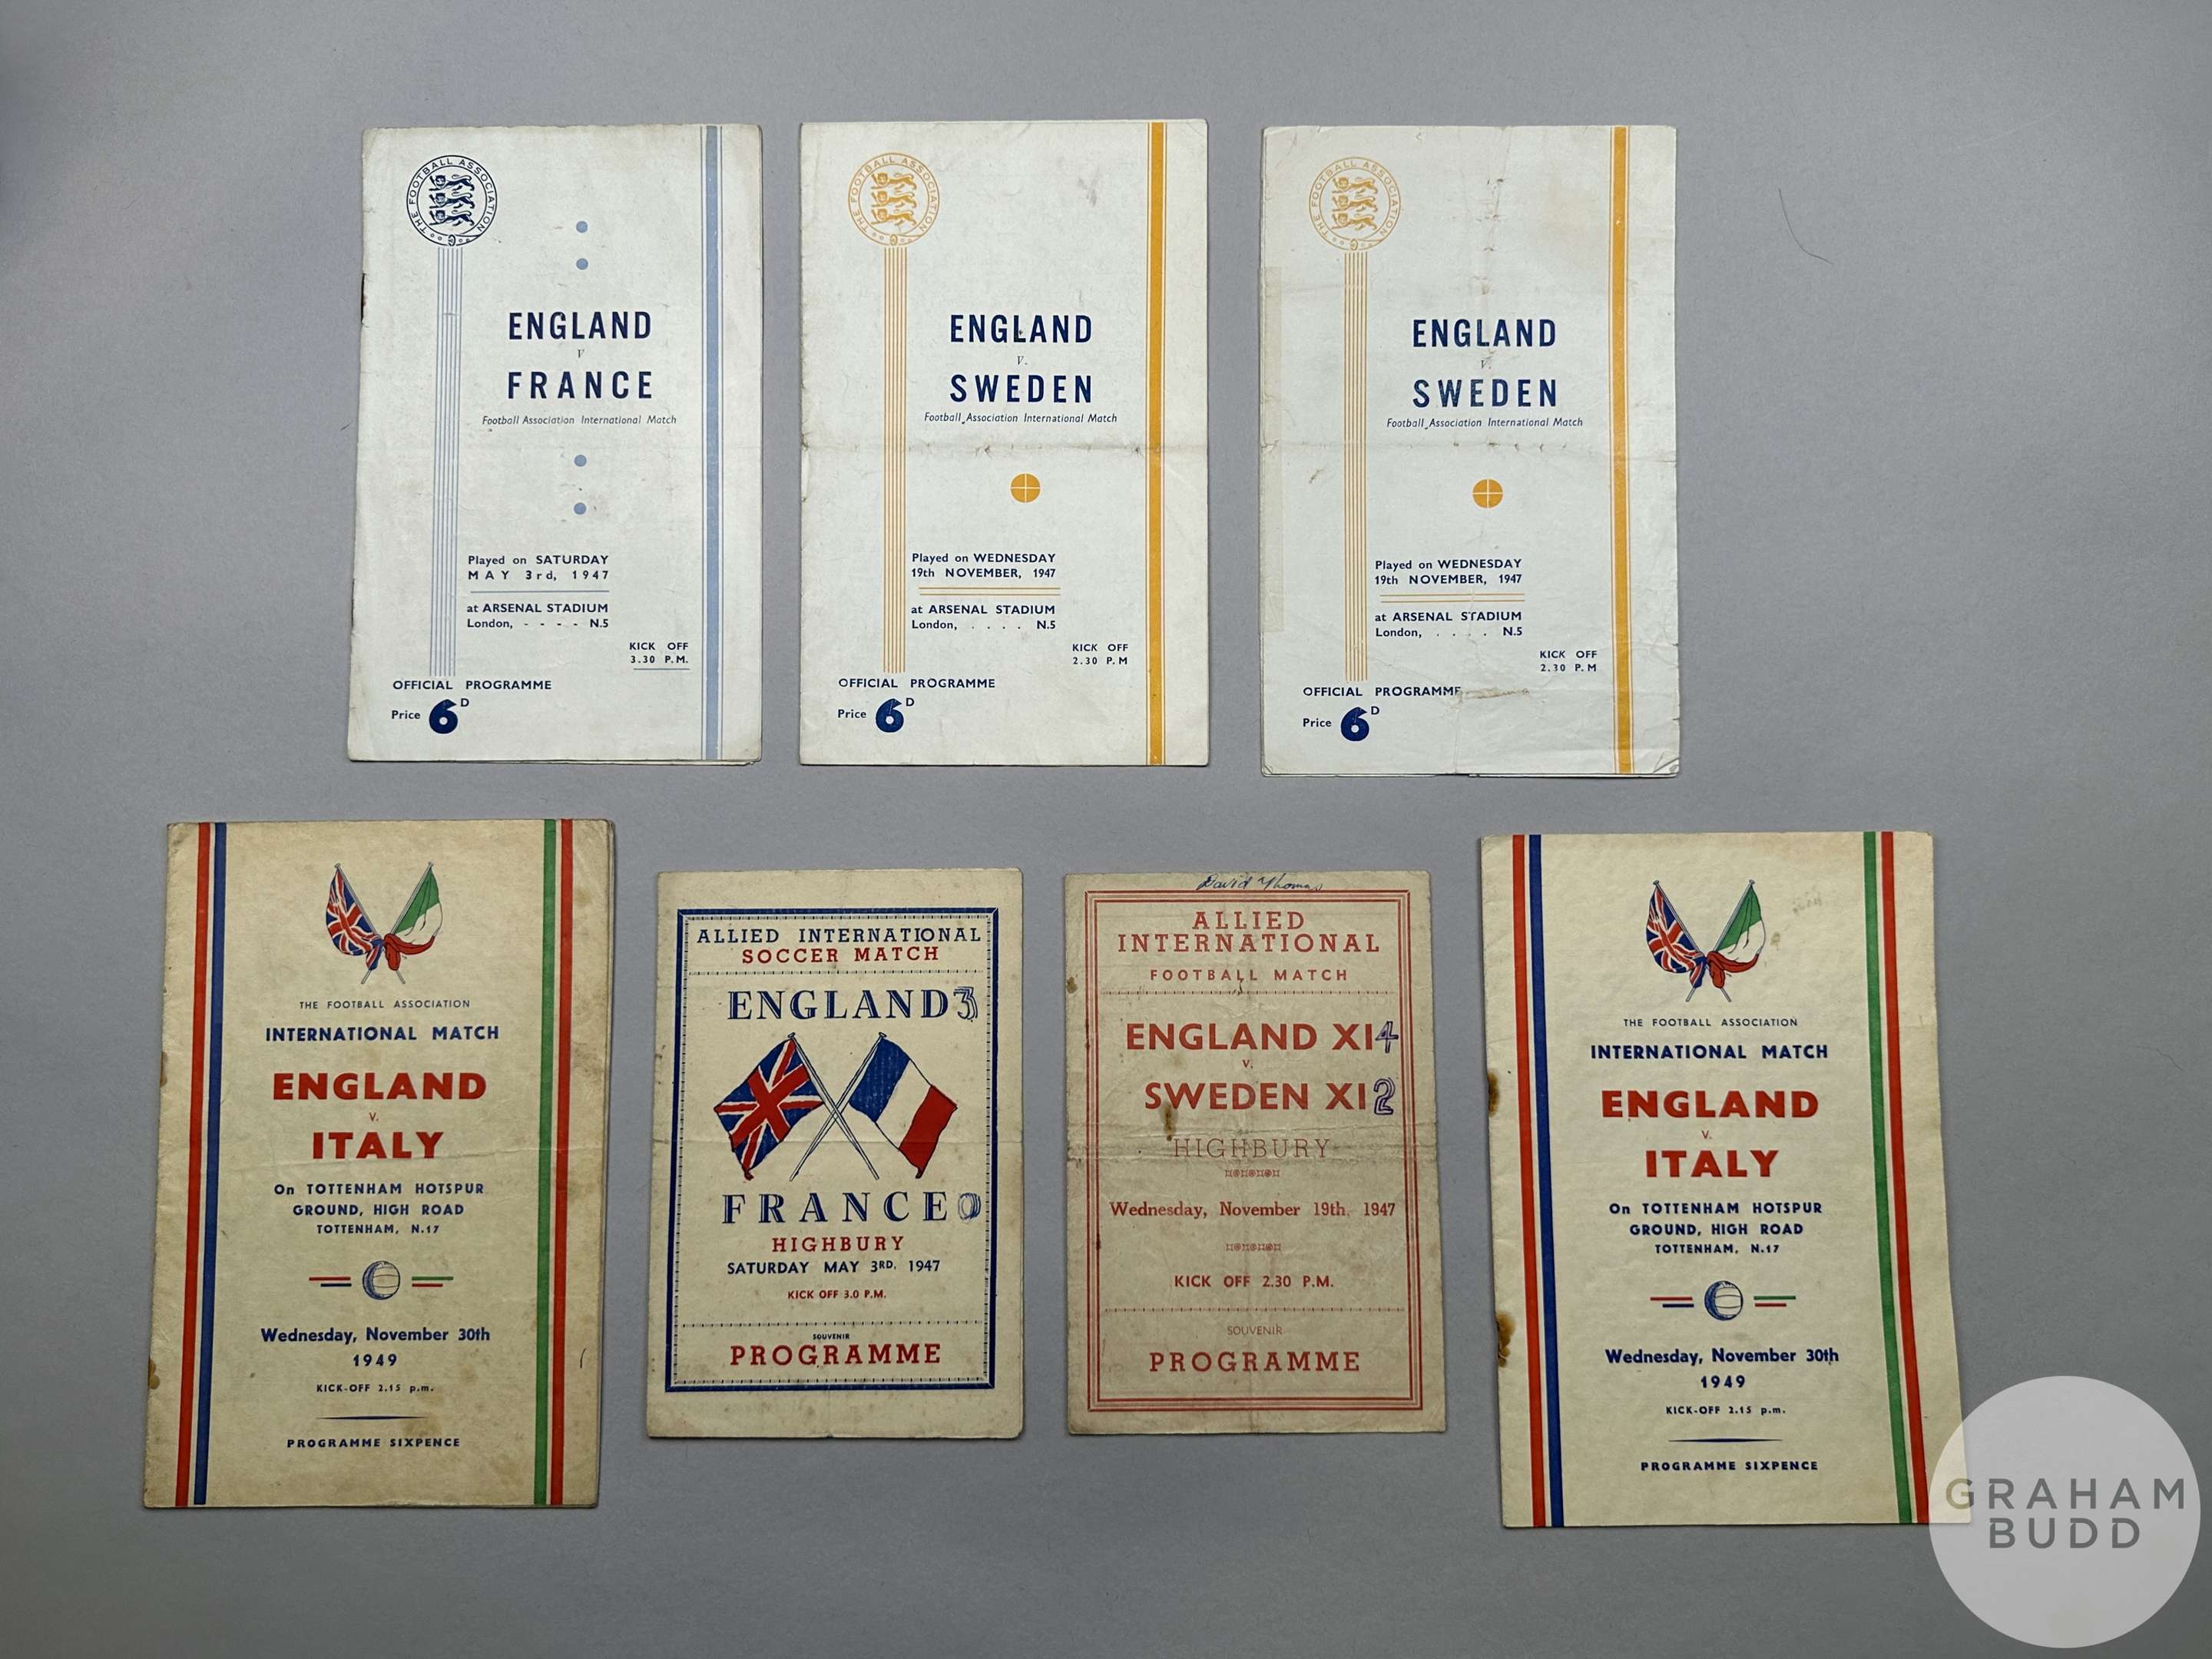 THE FOOTBALL ASSOCIATION
ENGLAND
v
FRANCE
Football Association International Match
Played on SATURDAY
MAY 3rd, 1947
at ARSENAL STADIUM
London, - - - - N.5
KICK OFF
3.30 P.M.
OFFICIAL PROGRAMME
Price 6D
THE FOOTBALL ASSOCIATION
ENGLAND
v.
SWEDEN
Football Association International Match
Played on WEDNESDAY
19th NOVEMBER, 1947
at ARSENAL STADIUM
London, . . . . N.5
KICK OFF
2.30 P.M
OFFICIAL PROGRAMME
Price 6D
THE FOOTBALL ASSOCIATION
ENGLAND
v.
SWEDEN
Football Association International Match
Played on WEDNESDAY
19th NOVEMBER, 1947
at ARSENAL STADIUM
London, . . . . N.5
KICK OFF
2.30 P.M
OFFICIAL PROGRAMME
Price 6D
THE FOOTBALL ASSOCIATION
INTERNATIONAL MATCH
ENGLAND
v.
ITALY
On TOTTENHAM HOTSPUR
GROUND, HIGH ROAD
TOTTENHAM, N.17
Wednesday, November 30th
1949
KICK-OFF 2.15 p.m.
PROGRAMME SIXPENCE
ALLIED INTERNATIONAL
SOCCER MATCH
ENGLAND 3
FRANCE 0
HIGHBURY
SATURDAY MAY 3RD, 1947
KICK OFF 3.0 P.M.
SOUVENIR
PROGRAMME
David Thomas
ALLIED
INTERNATIONAL
FOOTBALL MATCH
ENGLAND XI 4
v.
SWEDEN XI 2
HIGHBURY
Wednesday, November 19th, 1947
KICK OFF 2.30 P.M.
SOUVENIR
PROGRAMME
THE FOOTBALL ASSOCIATION
INTERNATIONAL MATCH
ENGLAND
v.
ITALY
On TOTTENHAM HOTSPUR
GROUND, HIGH ROAD
TOTTENHAM, N.17
Wednesday, November 30th
1949
KICK-OFF 2.15 p.m.
PROGRAMME SIXPENCE
GRAHAM
BUDD